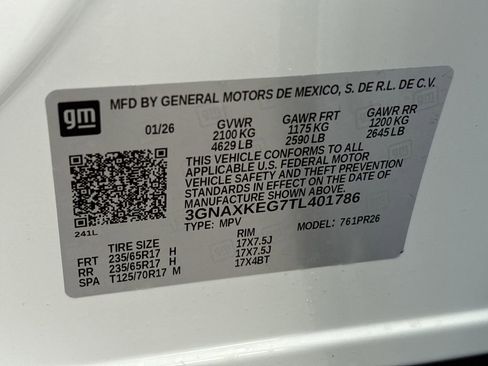 gm
MFD BY GENERAL MOTORS DE MEXICO, S. DE R.L. DE C.V.
01/26 GVWR GAWR FRT GAWR RR
2100 KG 1175 KG 1200 KG
4629 LB 2590 LB 2645 LB
THIS VEHICLE CONFORMS TO ALL
APPLICABLE U.S. FEDERAL MOTOR
VEHICLE SAFETY AND THEFT PREVENTION
STANDARDS IN EFFECT ON THE DATE OF
MANUFACTURE SHOWN ABOVE.
3GNAXKEG7TL401786
241L TYPE: MPV MODEL: 761PR26
TIRE SIZE RIM
FRT 235/65R17 H 17X7.5J
RR 235/65R17 H 17X7.5J
SPA T125/70R17 M 17X4BT